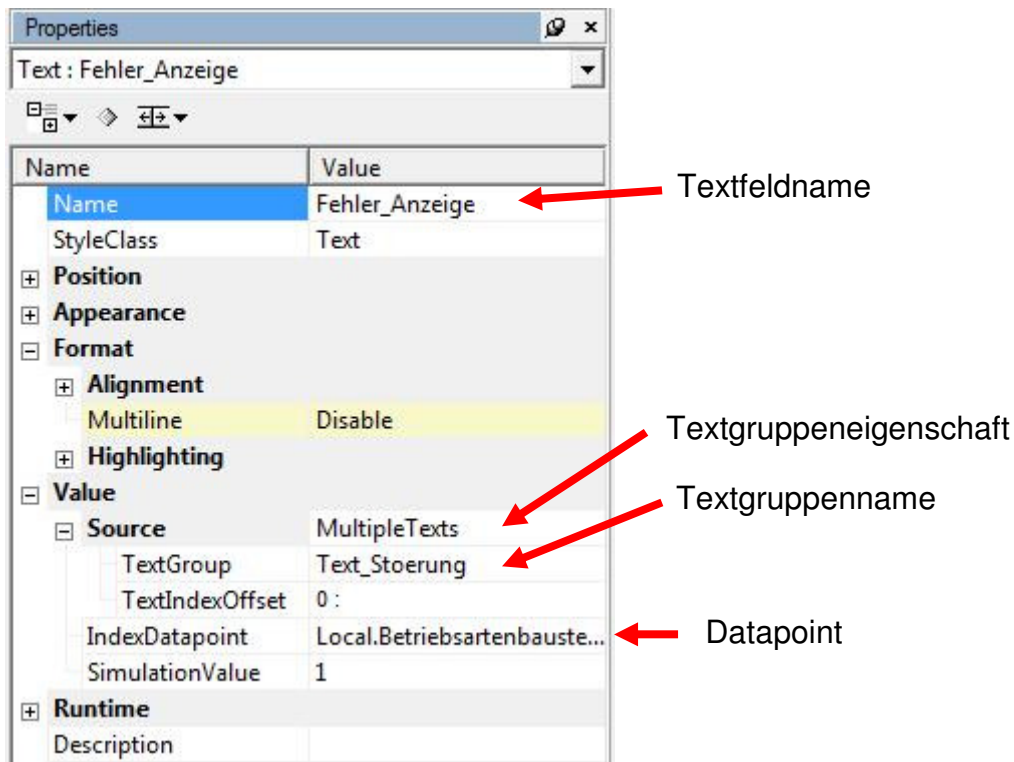 Properties
Text : Fehler_Anzeige
Name Value
Name Fehler_Anzeige
Textfeldname
StyleClass Text
Position
Appearance
Format
Alignment
Multiline Disable
Textgruppeneigenschaft
Highlighting
Value
Textgruppenname
Source MultipleTexts
TextGroup Text_Stoerung
TextIndexOffset 0 :
IndexDatapoint Local.Betriebsartenbauste...
Datapoint
SimulationValue 1
Runtime
Description